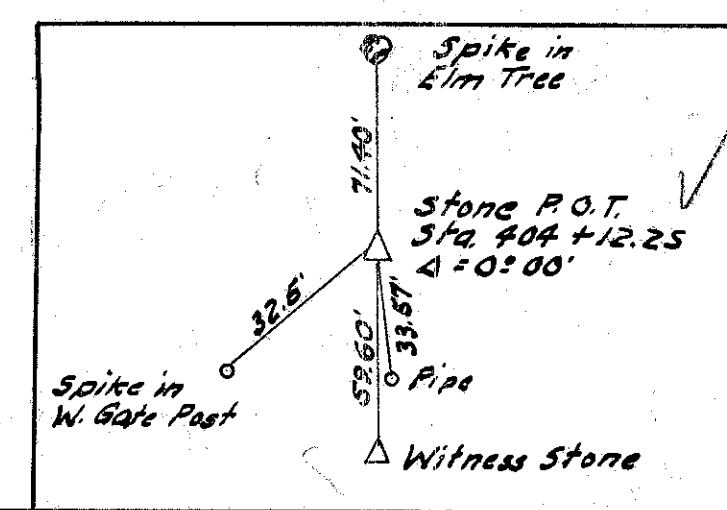 Spike in
Elm Tree
71.40'
Stone P.O.T.
Sta. 404 +12.25
∆ = 0° 00'
32.6'
33.57'
59.60'
Pipe
Spike in
W. Gate Post
Witness Stone